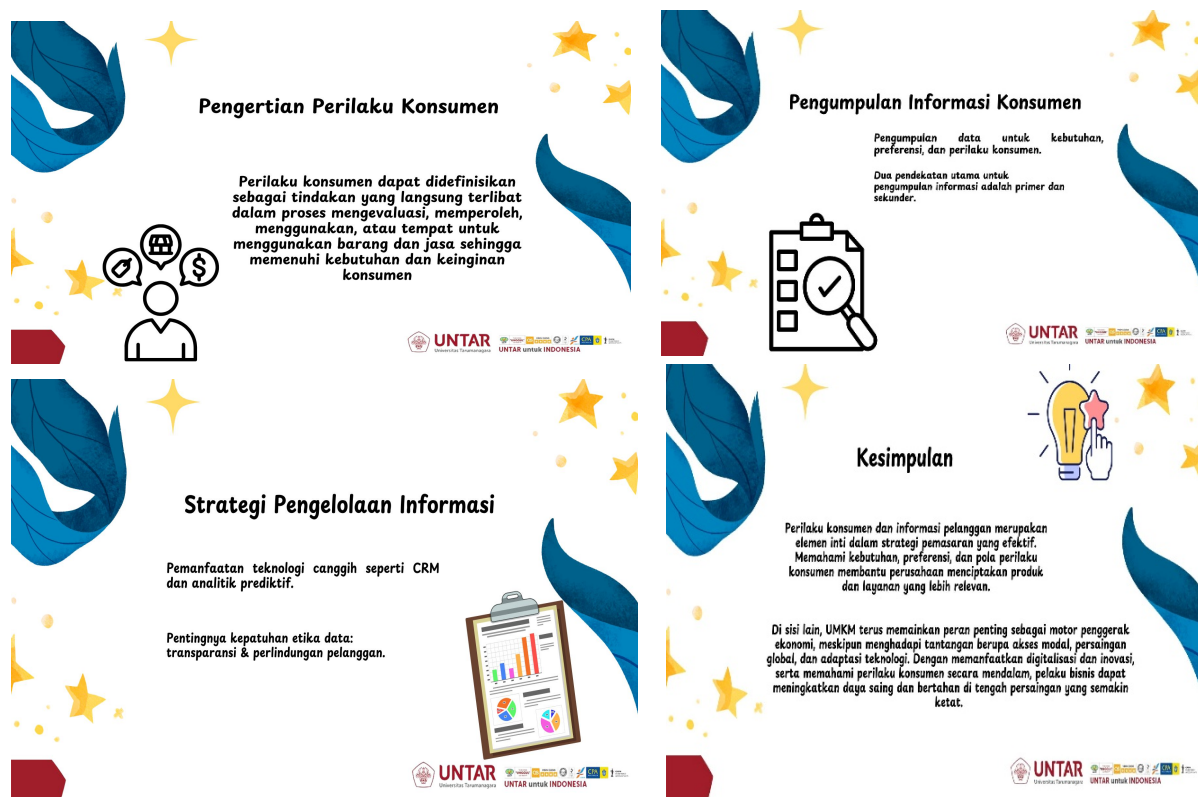 Pengertian Perilaku Konsumen
Perilaku konsumen dapat didefinisikan
sebagai tindakan yang langsung terlibat
dalam proses mengevaluasi, memperoleh,
menggunakan, atau tempat untuk
menggunakan barang dan jasa sehingga
memenuhi kebutuhan dan keinginan
konsumen
UNTAR
Universitas Tarumanagara
UNTAR untuk INDONESIA
Pengumpulan Informasi Konsumen
Pengumpulan data untuk kebutuhan,
preferensi, dan perilaku konsumen.
Dua pendekatan utama untuk
pengumpulan informasi adalah primer dan
sekunder.
UNTAR
Universitas Tarumanagara
UNTAR untuk INDONESIA
Strategi Pengelolaan Informasi
Pemanfaatan teknologi canggih seperti CRM
dan analitik prediktif.
Pentingnya kepatuhan etika data:
transparansi & perlindungan pelanggan.
UNTAR
Universitas Tarumanagara
UNTAR untuk INDONESIA
Kesimpulan
Perilaku konsumen dan informasi pelanggan merupakan
elemen inti dalam strategi pemasaran yang efektif.
Memahami kebutuhan, preferensi, dan pola perilaku
konsumen membantu perusahaan menciptakan produk
dan layanan yang lebih relevan.
Di sisi lain, UMKM terus memainkan peran penting sebagai motor penggerak
ekonomi, meskipun menghadapi tantangan berupa akses modal, persaingan
global, dan adaptasi teknologi. Dengan memanfaatkan digitalisasi dan inovasi,
serta memahami perilaku konsumen secara mendalam, pelaku bisnis dapat
meningkatkan daya saing dan bertahan di tengah persaingan yang semakin
ketat.
UNTAR
Universitas Tarumanagara
UNTAR untuk INDONESIA